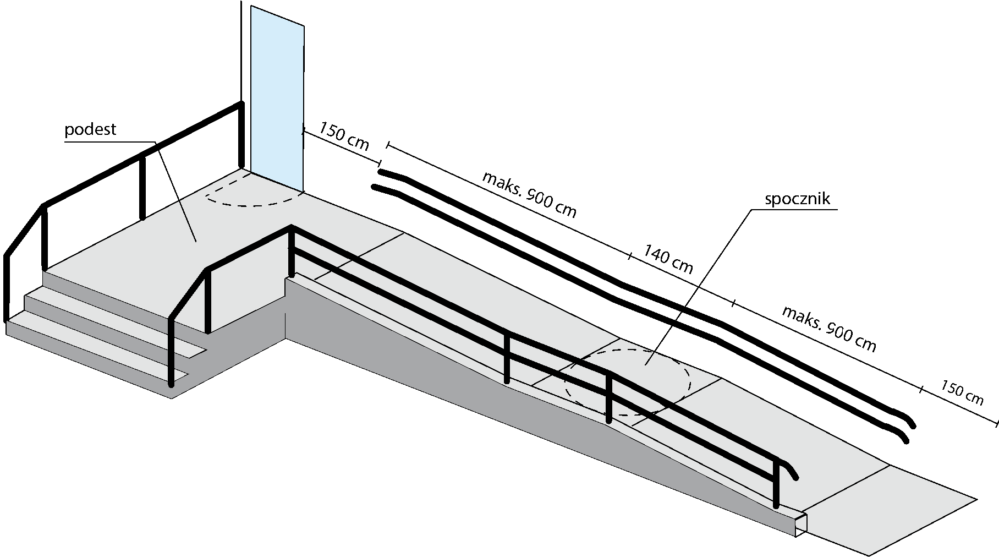 podest
150 cm
maks. 900 cm
spocznik
140 cm
maks. 900 cm
150 cm